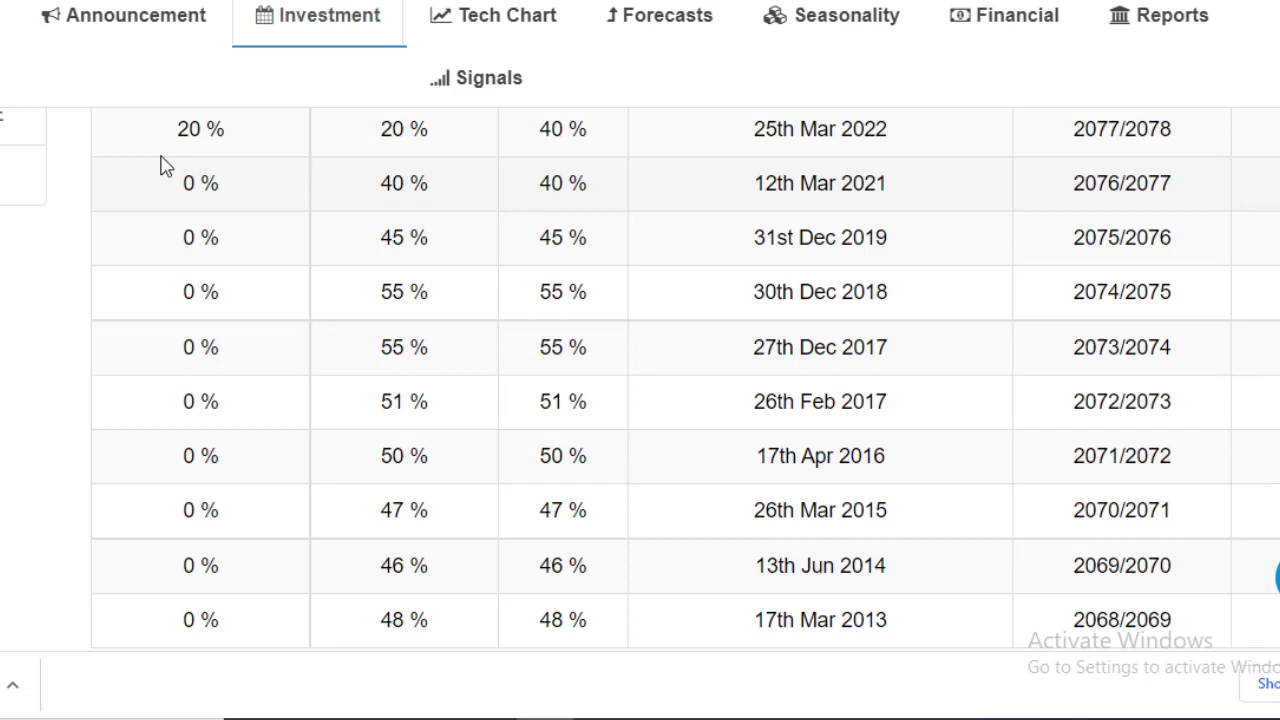 Announcement Investment Tech Chart Forecasts Seasonality Financial Reports
Signals
20 % 20 % 40 % 25th Mar 2022 2077/2078
0 % 40 % 40 % 12th Mar 2021 2076/2077
0 % 45 % 45 % 31st Dec 2019 2075/2076
0 % 55 % 55 % 30th Dec 2018 2074/2075
0 % 55 % 55 % 27th Dec 2017 2073/2074
0 % 51 % 51 % 26th Feb 2017 2072/2073
0 % 50 % 50 % 17th Apr 2016 2071/2072
0 % 47 % 47 % 26th Mar 2015 2070/2071
0 % 46 % 46 % 13th Jun 2014 2069/2070
0 % 48 % 48 % 17th Mar 2013 2068/2069
Activate Windows
Go to Settings to activate Windo
Sho